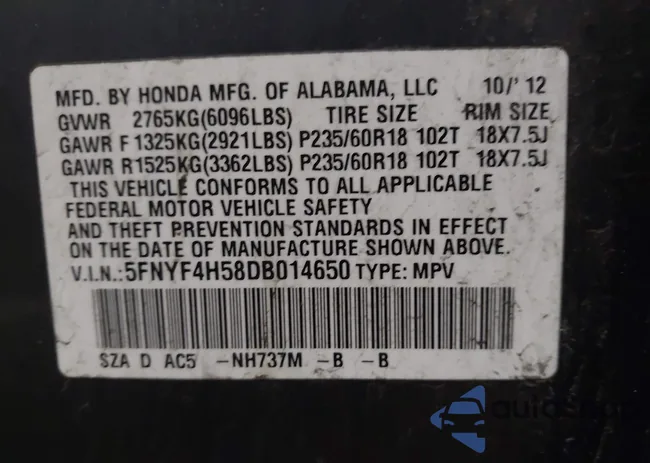 MFD. BY HONDA MFG. OF ALABAMA, LLC 10/'12
GVWR 2765KG(6096LBS) TIRE SIZE RIM SIZE
GAWR F 1325KG(2921LBS) P235/60R18 102T 18X7.5J
GAWR R1525KG(3362LBS) P235/60R18 102T 18X7.5J
THIS VEHICLE CONFORMS TO ALL APPLICABLE
FEDERAL MOTOR VEHICLE SAFETY
AND THEFT PREVENTION STANDARDS IN EFFECT
ON THE DATE OF MANUFACTURE SHOWN ABOVE.
V.I.N.:5FNYF4H58DB014650 TYPE: MPV
SZA D AC5 -NH737M -B -B